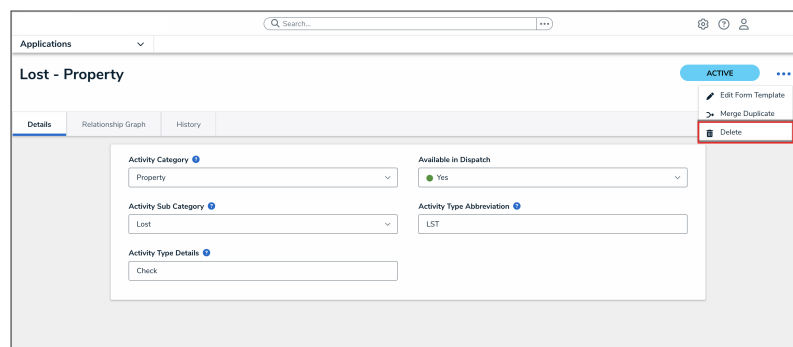 Search...
Applications
Lost - Property
ACTIVE
Edit Form Template
Merge Duplicate
Delete
Details Relationship Graph History
Activity Category Available in Dispatch
Property Yes
Activity Sub Category Activity Type Abbreviation
Lost LST
Activity Type Details
Check